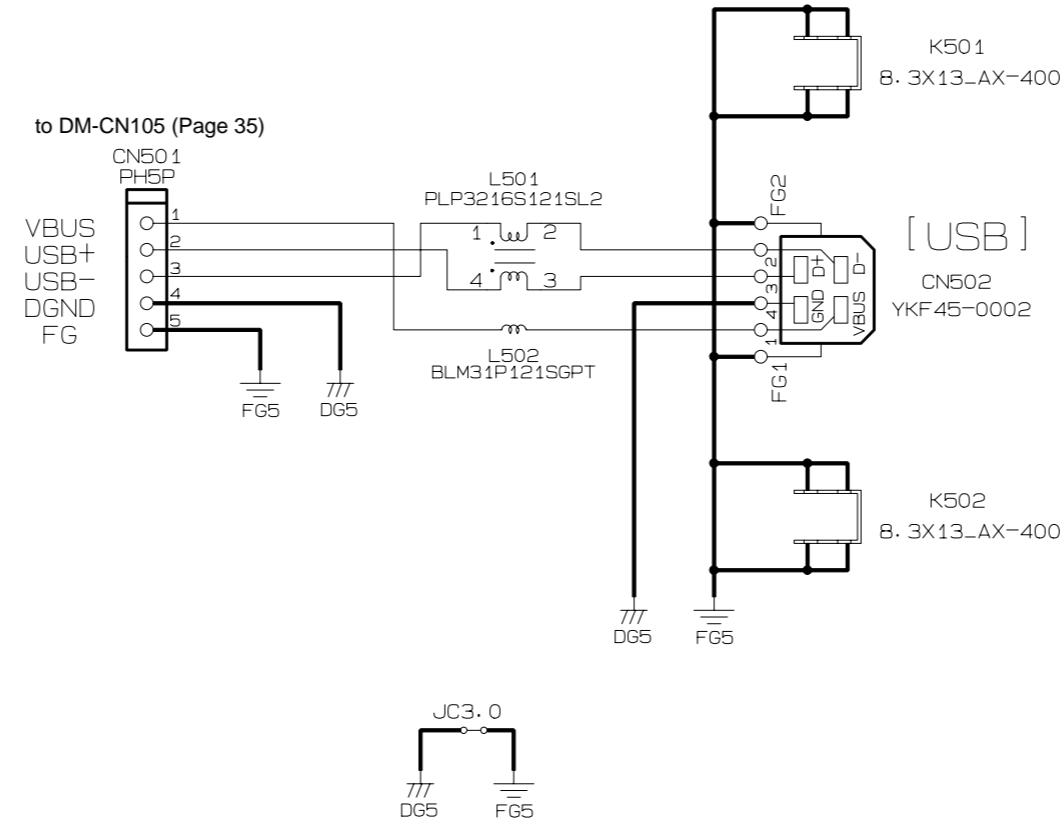 K501
8.3X13_AX-400
to DM-CN105 (Page 35)
CN501
PH5P
VBUS
USB+
USB-
DGND
FG
1
2
3
4
5
FG5
DG5
L501
PLP3216S121SL2
1
2
4
3
L502
BLM31P121SGPT
FG2
2
3
4
1
FG1
D+
D-
GND
VBUS
[USB]
CN502
YKF45-0002
K502
8.3X13_AX-400
DG5
FG5
JC3.0
DG5
FG5